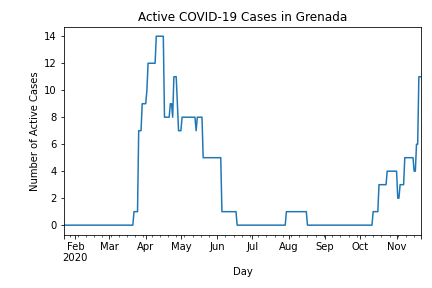 Active COVID-19 Cases in Grenada
Number of Active Cases
14
12
10
8
6
4
2
0
Feb Mar Apr May Jun Jul Aug Sep Oct Nov
2020
Day